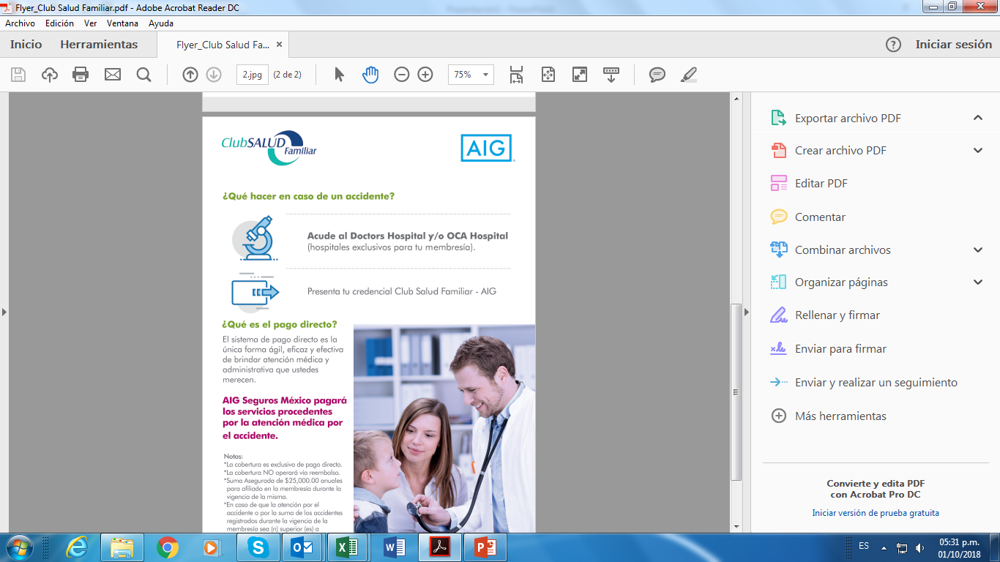 Flyer_Club Salud Familiar.pdf - Adobe Acrobat Reader DC
Archivo Edición Ver Ventana Ayuda
Inicio Herramientas Flyer_Club Salud Fa... × ? Iniciar sesión
2.jpg (2 de 2) 75%
ClubSALUD
Familiar
AIG
¿Qué hacer en caso de un accidente?
Acude al Doctors Hospital y/o OCA Hospital
(hospitales exclusivos para tu membresía).
Presenta tu credencial Club Salud Familiar - AIG
¿Qué es el pago directo?
El sistema de pago directo es la
única forma ágil, eficaz y efectiva
de brindar atención médica y
administrativa que ustedes
merecen.
AIG Seguros México pagará
los servicios procedentes
por la atención médica por
el accidente.
Notas:
*La cobertura es exclusiva de pago directo.
*La cobertura NO operará vía reembolso.
*Suma Asegurada de $25,000.00 anuales
para afiliado en la membresía durante la
vigencia de la misma.
*En caso de que la atención por el
accidente o por la suma de los accidentes
registrados durante la vigencia de la
membresía sea (n) superior (es) a
Exportar archivo PDF
Crear archivo PDF
Editar PDF
Comentar
Combinar archivos
Organizar páginas
Rellenar y firmar
Enviar para firmar
Enviar y realizar un seguimiento
Más herramientas
Convierte y edita PDF
con Acrobat Pro DC
Iniciar versión de prueba gratuita
ES
05:31 p.m.
01/10/2018